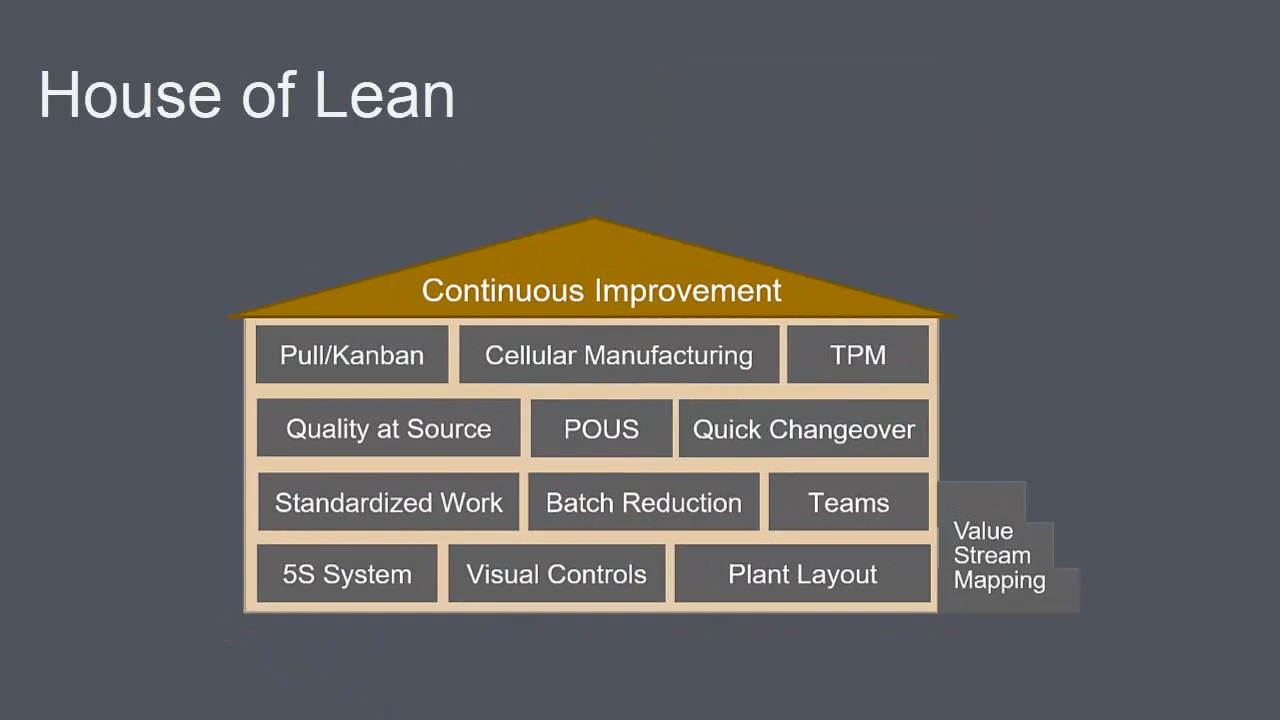 House of Lean
Continuous Improvement
Pull/Kanban
Cellular Manufacturing
TPM
Quality at Source
POUS
Quick Changeover
Standardized Work
Batch Reduction
Teams
5S System
Visual Controls
Plant Layout
Value
Stream
Mapping